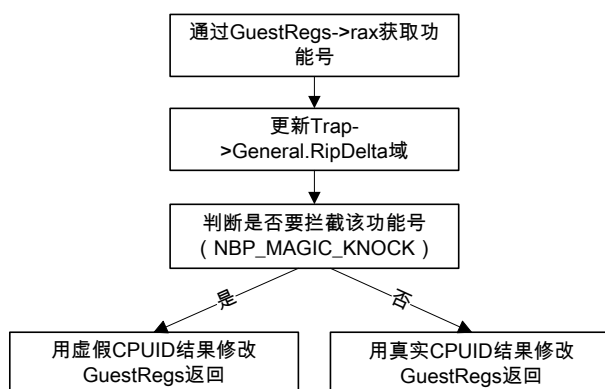 通过GuestRegs->rax获取功
能号
更新Trap-
>General.RipDelta域
判断是否要拦截该功能号
（NBP_MAGIC_KNOCK）
是
否
用虚假CPUID结果修改
GuestRegs返回
用真实CPUID结果修改
GuestRegs返回